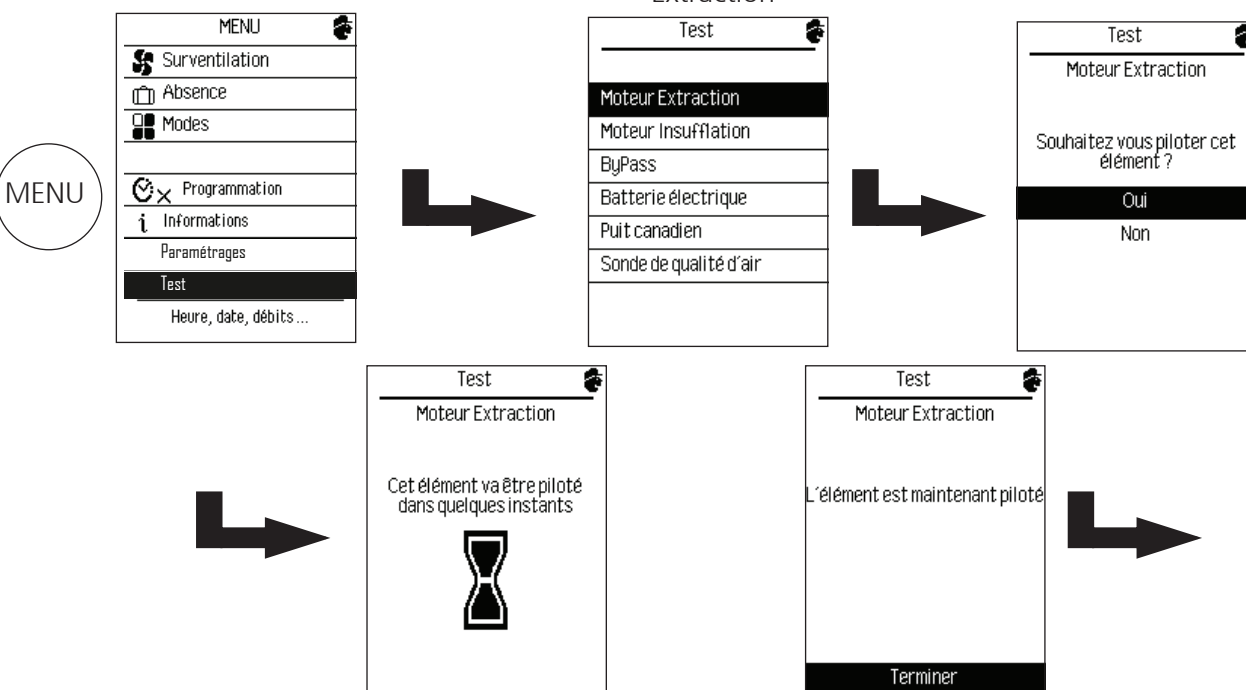 Extraction
MENU
MENU
Surventilation
Absence
Modes
Programmation
i Informations
Paramétrages
Test
Heure, date, débits ...
Test
Moteur Extraction
Moteur Insufflation
ByPass
Batterie électrique
Puit canadien
Sonde de qualité d'air
Test
Moteur Extraction
Souhaitez vous piloter cet
élément ?
Oui
Non
Test
Moteur Extraction
Cet élément va être piloté
dans quelques instants
Test
Moteur Extraction
L'élément est maintenant piloté
Terminer